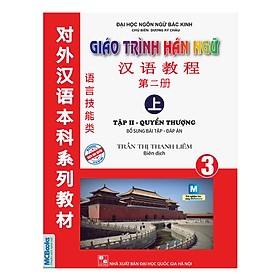 ĐẠI HỌC NGÔN NGỮ BẮC KINH
CHỦ BIÊN: DƯƠNG KÝ CHÂU
GIÁO TRÌNH HÁN NGỮ
汉语教程
第二册
上
TẬP II - QUYỂN THƯỢNG
BỔ SUNG BÀI TẬP - ĐÁP ÁN
TRẦN THỊ THANH LIÊM
Biên dịch
对外汉语本科系列教材
语言技能类
3
MCBooks
NHÀ XUẤT BẢN ĐẠI HỌC QUỐC GIA HÀ NỘI